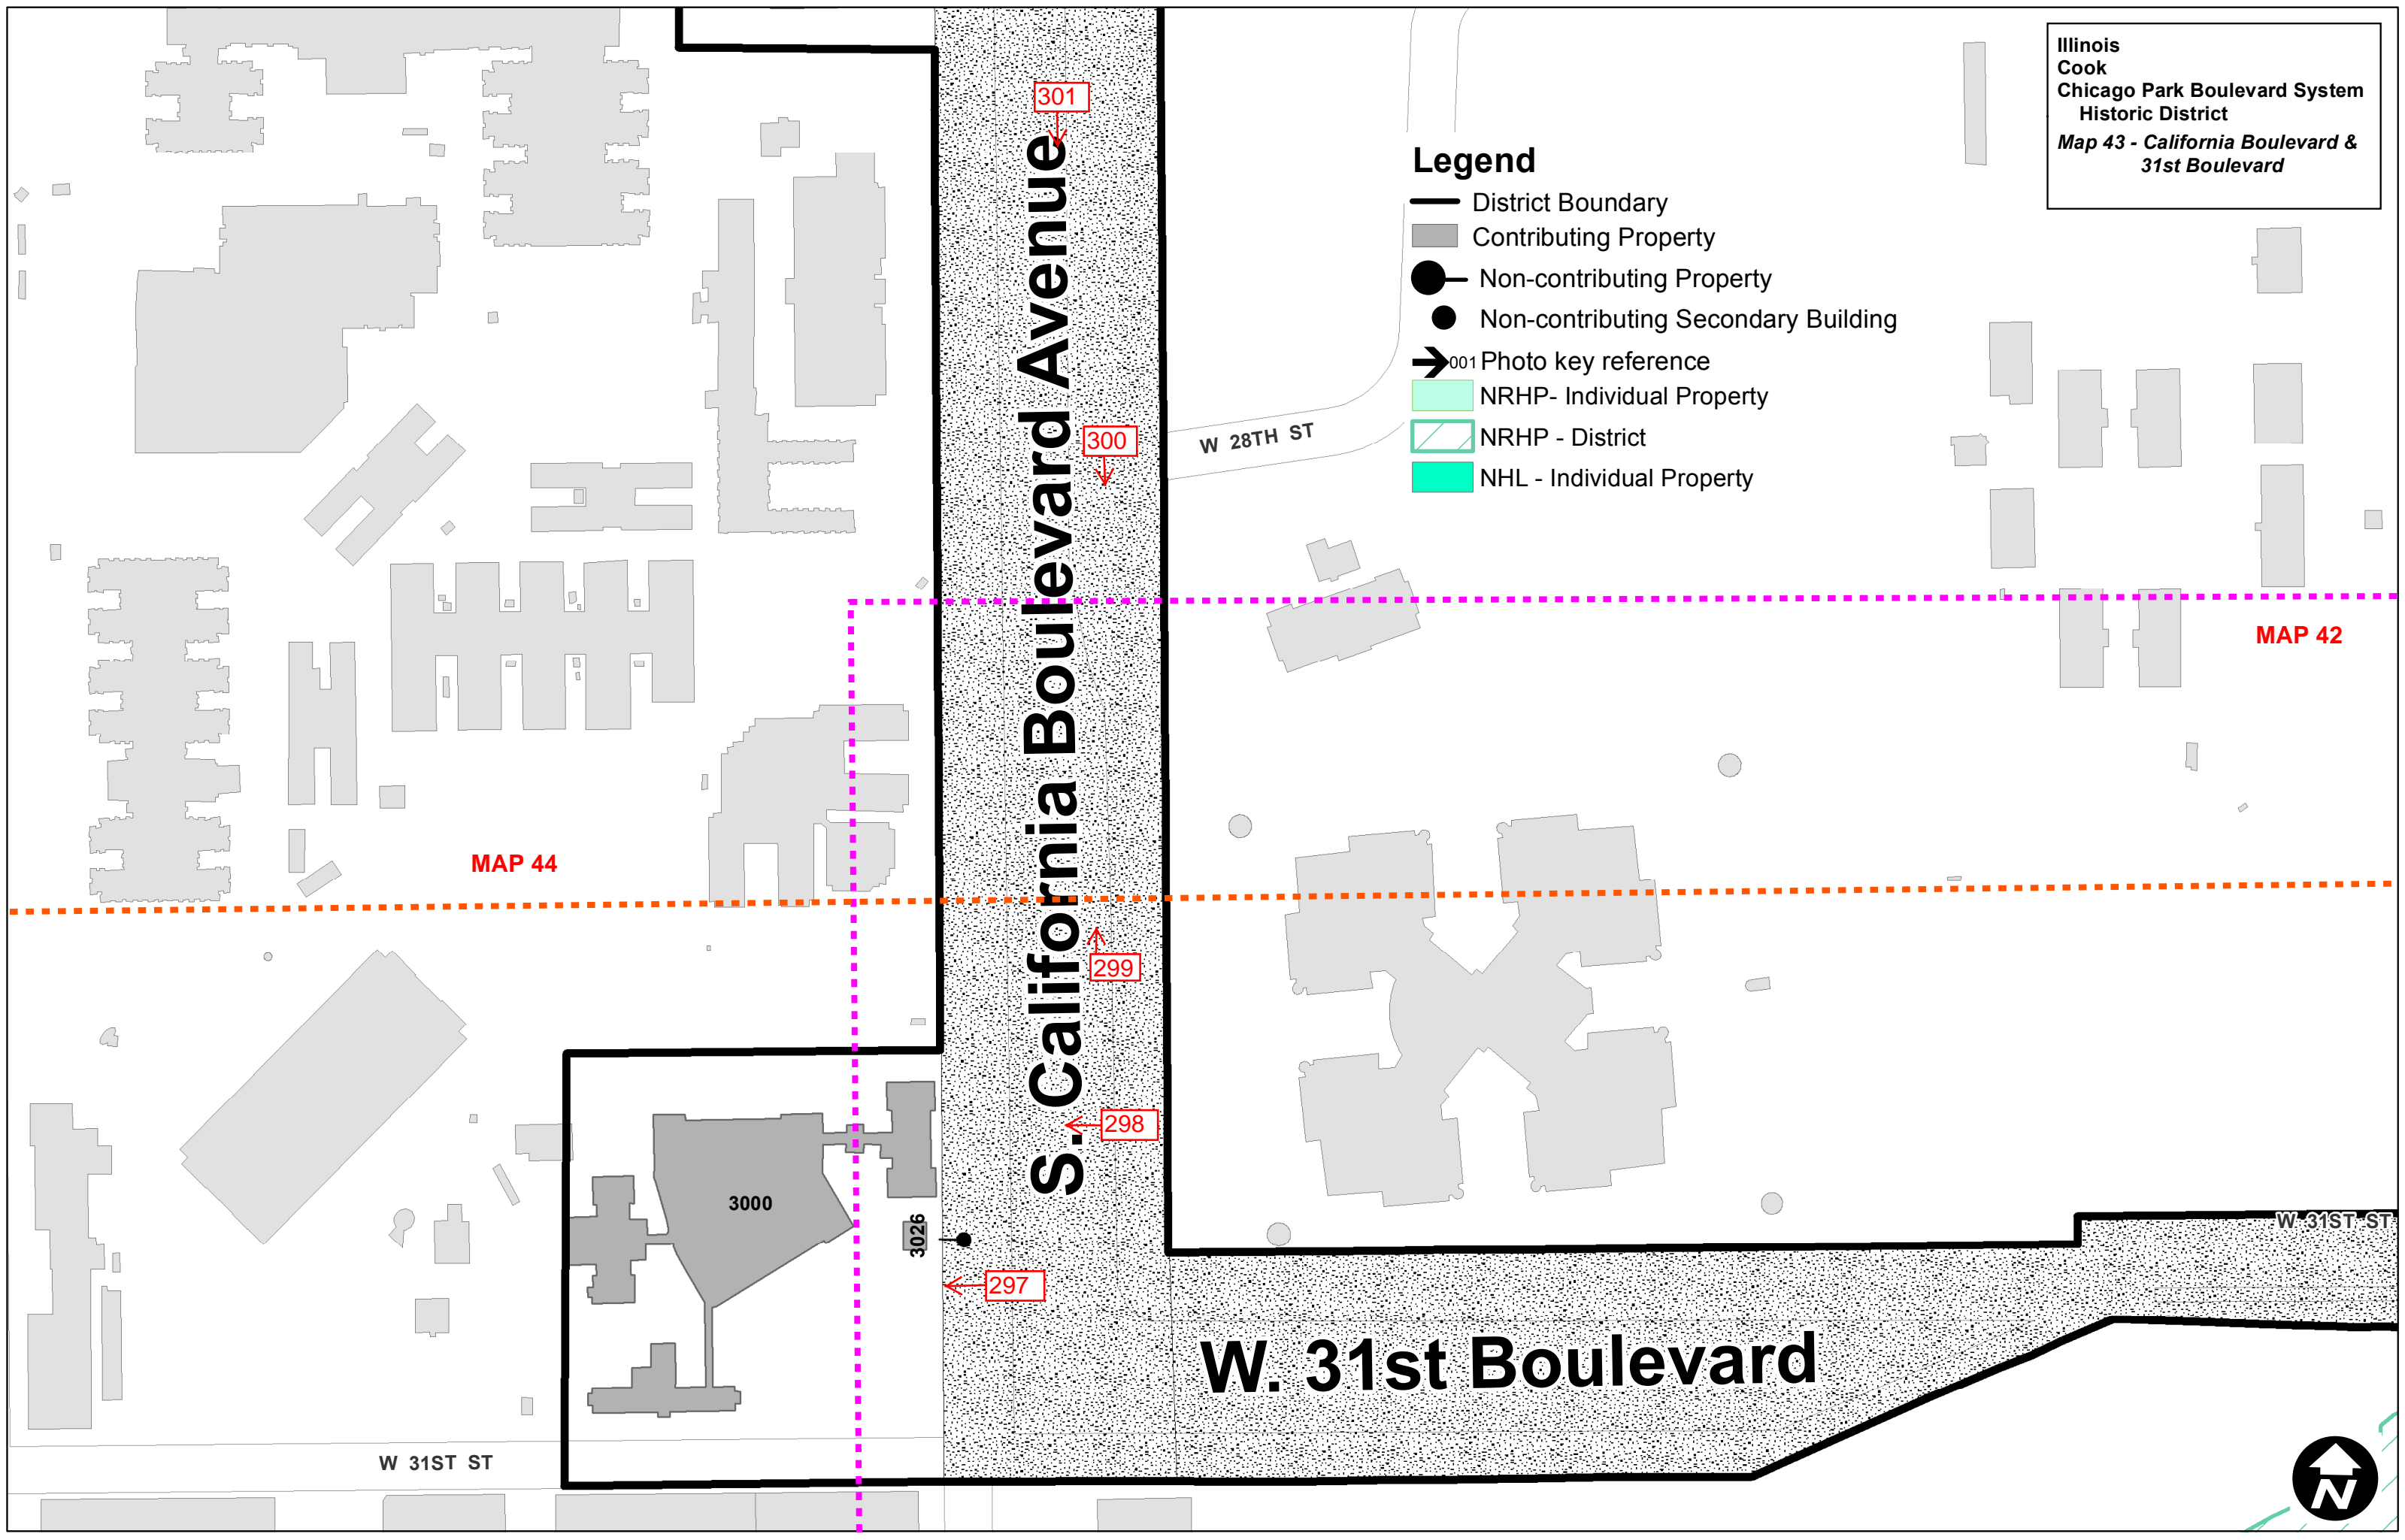 Illinois
Cook
Chicago Park Boulevard System
Historic District
Map 43 - California Boulevard &
31st Boulevard
Legend
District Boundary
Contributing Property
Non-contributing Property
Non-contributing Secondary Building
001 Photo key reference
NRHP- Individual Property
NRHP - District
NHL - Individual Property
301
S. California Boulevard Avenue
300
W 28TH ST
MAP 42
MAP 44
299
298
3000
3026
297
W 31ST ST
W. 31st Boulevard
W 31ST ST
N